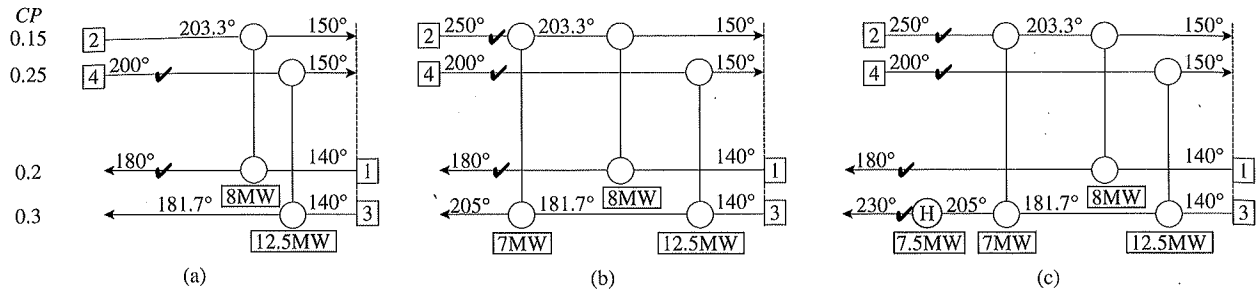 CP
0.15
0.25
0.2
0.3
2 203.3° 150°
4 200° 150°
180° 140° 1
8MW
181.7° 140° 3
12.5MW
(a)
2 250° 203.3° 150°
4 200° 150°
180° 140° 1
8MW
205° 181.7° 140° 3
7MW 12.5MW
(b)
2 250° 203.3° 150°
4 200° 150°
180° 140° 1
8MW
230° H 205° 181.7° 140° 3
7.5MW 7MW 12.5MW
(c)